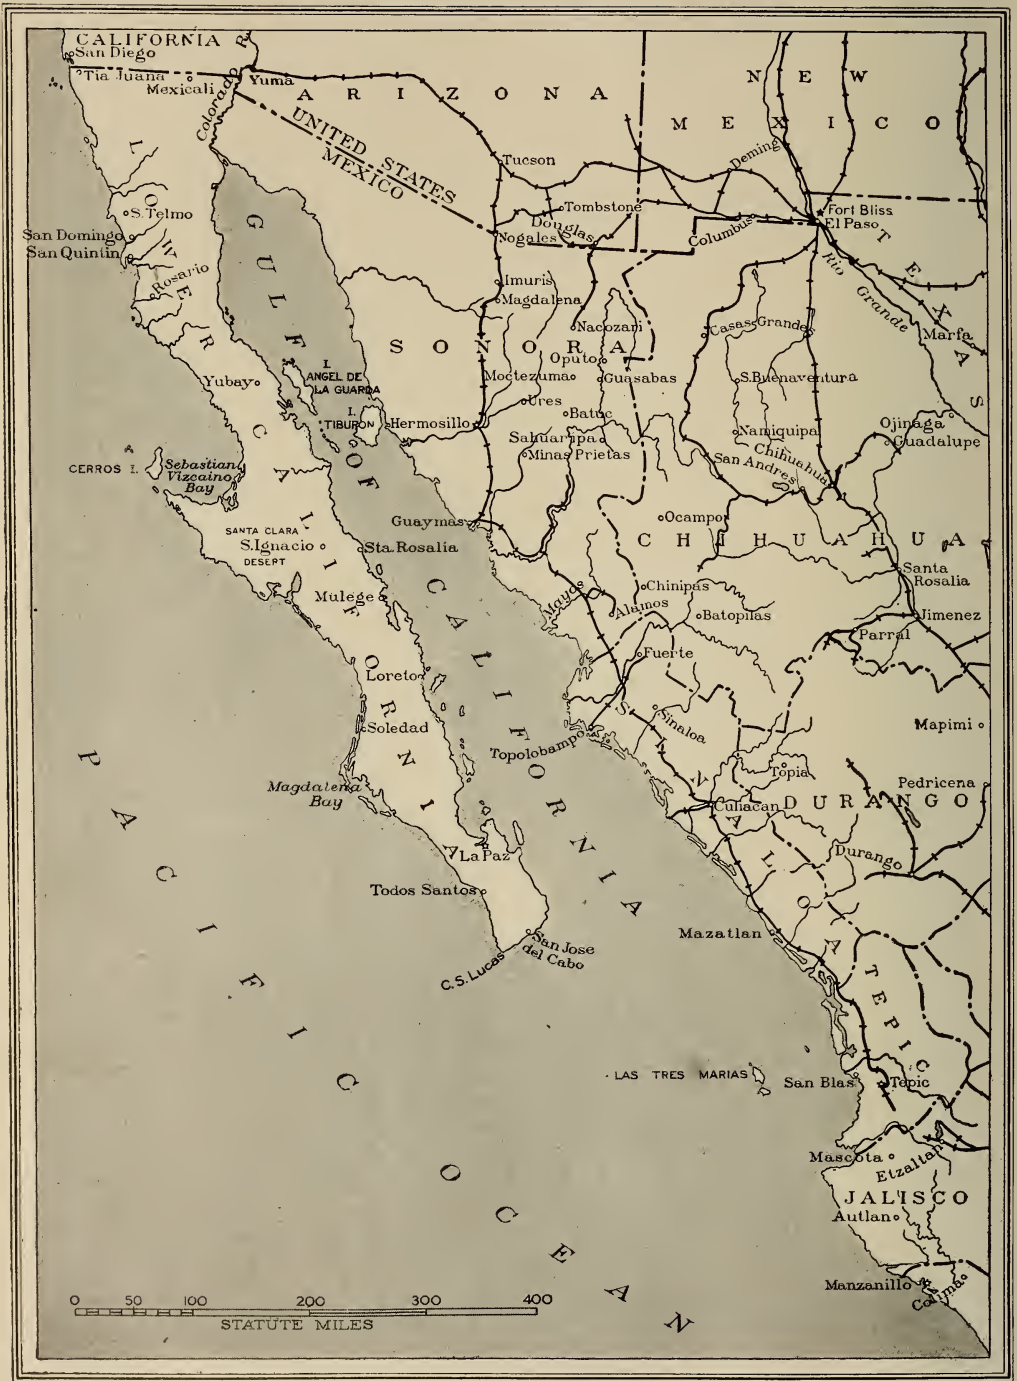 CALIFORNIA
San Diego
Tia Juana
Mexicali
Colorado R.
Yuma
ARIZONA
NEW
MEXICO
UNITED STATES
MEXICO
Tucson
Deming
Tombstone
Douglas
Nogales
Columbus
Fort Bliss
El Paso
TEXAS
Rio Grande
Marfa
LOWER CALIFORNIA
S. Telmo
San Domingo
San Quintin
Rosario
GULF OF CALIFORNIA
Imuris
Magdalena
Nacozari
Casas Grandes
SONORA
Oputo
I.
ANGEL DE
LA GUARDA
Yubay
Moctezuma
Guasabas
S. Buenaventura
Ures
I.
TIBURON
Hermosillo
Batuc
Ojinaga
Guadalupe
Sahuaripa
Minas Prietas
Namiquipa
Chihuahua
San Andres
CERROS I.
Sebastian
Vizcaino
Bay
Guaymas
Ocampo
SANTA CLARA
DESERT
S. Ignacio
Sta. Rosalia
CHIHUAHUA
Santa
Rosalia
Mulege
Mayos
Chinipas
Alamos
Batopilas
Jimenez
Parral
Fuerte
Loreto
SINALOA
Soledad
Sinaloa
Mapimi
Topolobampo
Topia
Magdalena
Bay
Pedricena
Culiacan
DURANGO
La Paz
Durango
Todos Santos
Mazatlan
San Jose
del Cabo
C. S. Lucas
TEPIC
LAS TRES MARIAS
San Blas
Tepic
Mascota
Etzaltan
JALISCO
Autlan
Manzanillo
Colima
PACIFIC OCEAN
0 50 100 200 300 400
STATUTE MILES